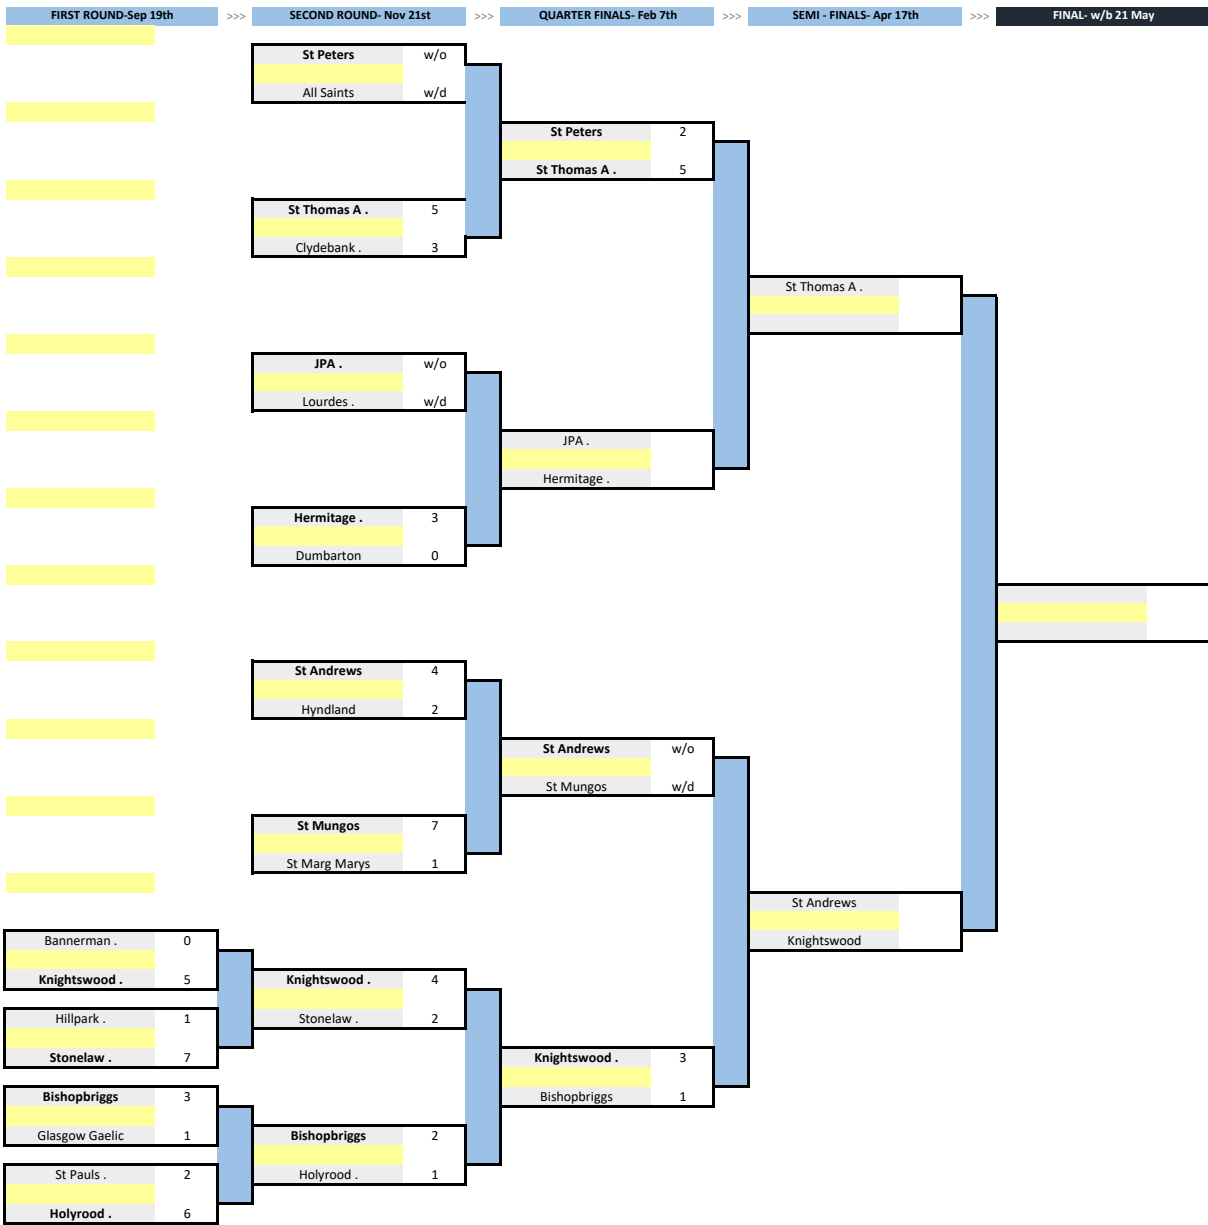 FIRST ROUND-Sep 19th >>> SECOND ROUND- Nov 21st >>> QUARTER FINALS- Feb 7th >>> SEMI - FINALS- Apr 17th >>> FINAL- w/b 21 May
St Peters w/o
All Saints w/d
St Peters 2
St Thomas A . 5
St Thomas A . 5
Clydebank . 3
St Thomas A .
JPA . w/o
Lourdes . w/d
JPA .
Hermitage .
Hermitage . 3
Dumbarton 0
St Andrews 4
Hyndland 2
St Andrews w/o
St Mungos w/d
St Mungos 7
St Marg Marys 1
St Andrews
Knightswood
Bannerman . 0
Knightswood . 5
Knightswood . 4
Stonelaw . 2
Hillpark . 1
Stonelaw . 7
Knightswood . 3
Bishopbriggs 1
Bishopbriggs 3
Glasgow Gaelic 1
Bishopbriggs 2
Holyrood . 1
St Pauls . 2
Holyrood . 6